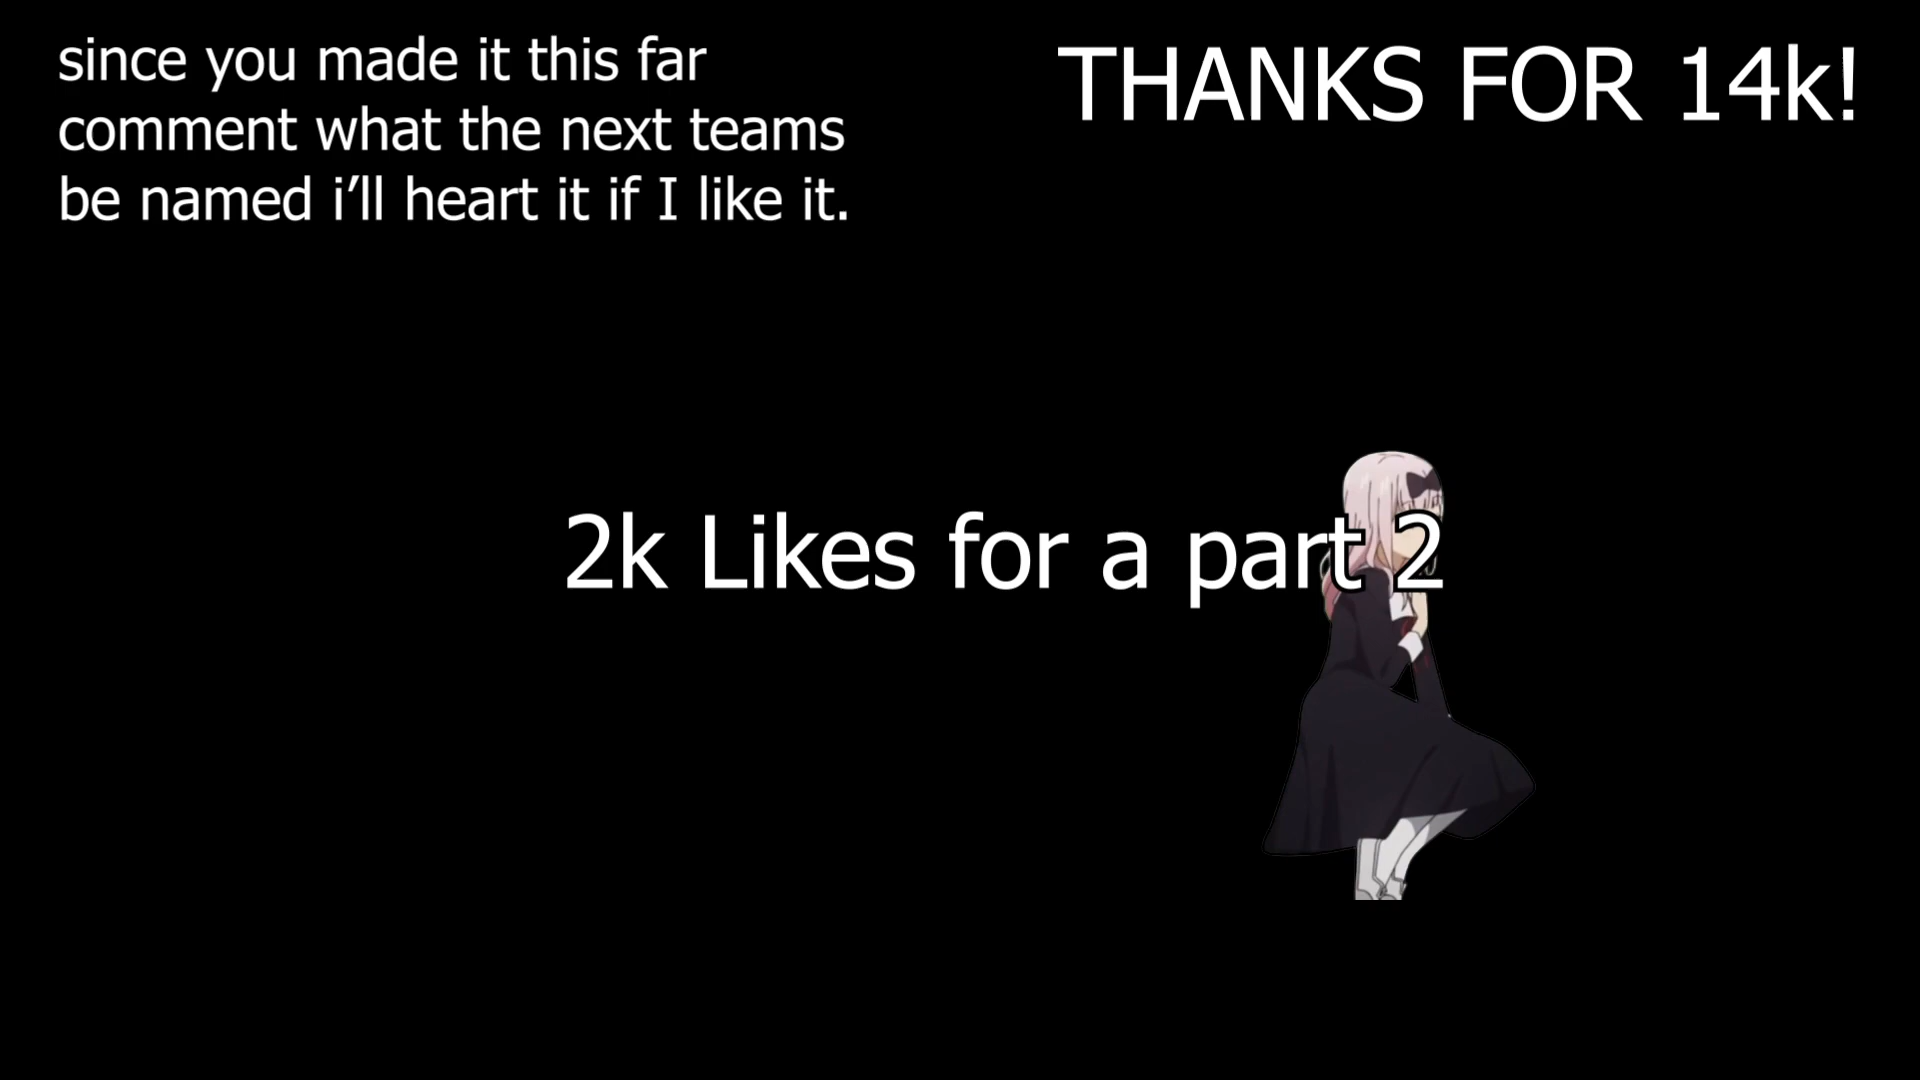 since you made it this far
comment what the next teams
be named i’ll heart it if I like it.
THANKS FOR 14k!
2k Likes for a part 2